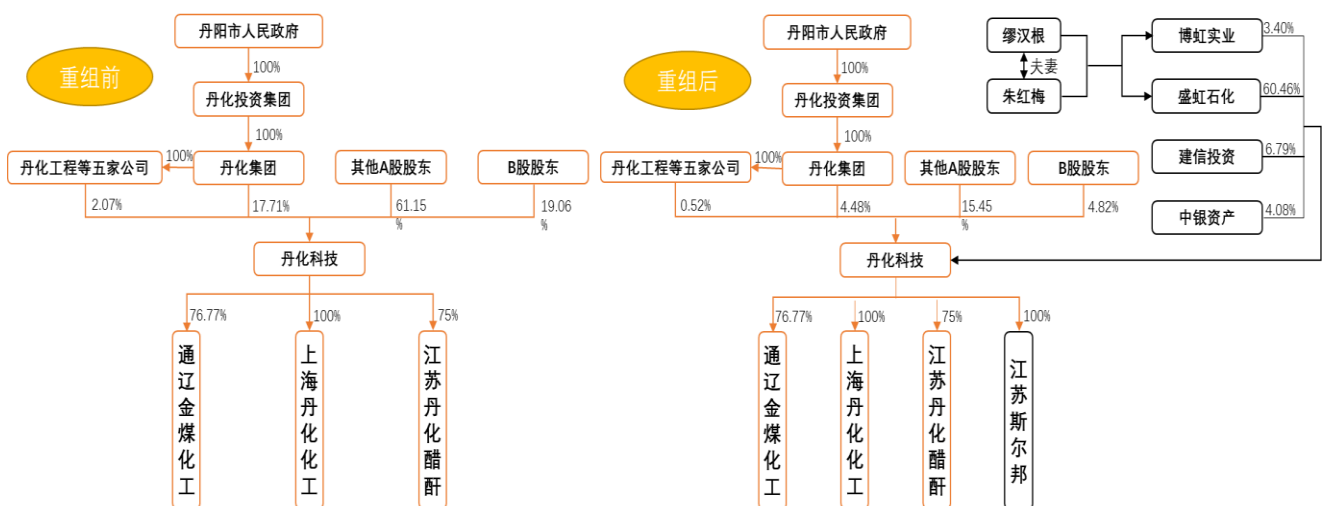 丹阳市人民政府
重组前
100%
丹化投资集团
100%
丹化工程等五家公司
100%
丹化集团
其他A股股东
B股股东
2.07%
17.71%
61.15
%
19.06
%
丹化科技
76.77%
100%
75%
通辽金煤化工
上海丹化化工
江苏丹化醋酐
丹阳市人民政府
重组后
100%
丹化投资集团
100%
丹化工程等五家公司
100%
丹化集团
其他A股股东
B股股东
0.52%
4.48%
15.45
%
4.82%
丹化科技
76.77%
100%
75%
100%
通辽金煤化工
上海丹化化工
江苏丹化醋酐
江苏斯尔邦
缪汉根
夫妻
朱红梅
博虹实业
3.40%
盛虹石化
60.46%
建信投资
6.79%
中银资产
4.08%